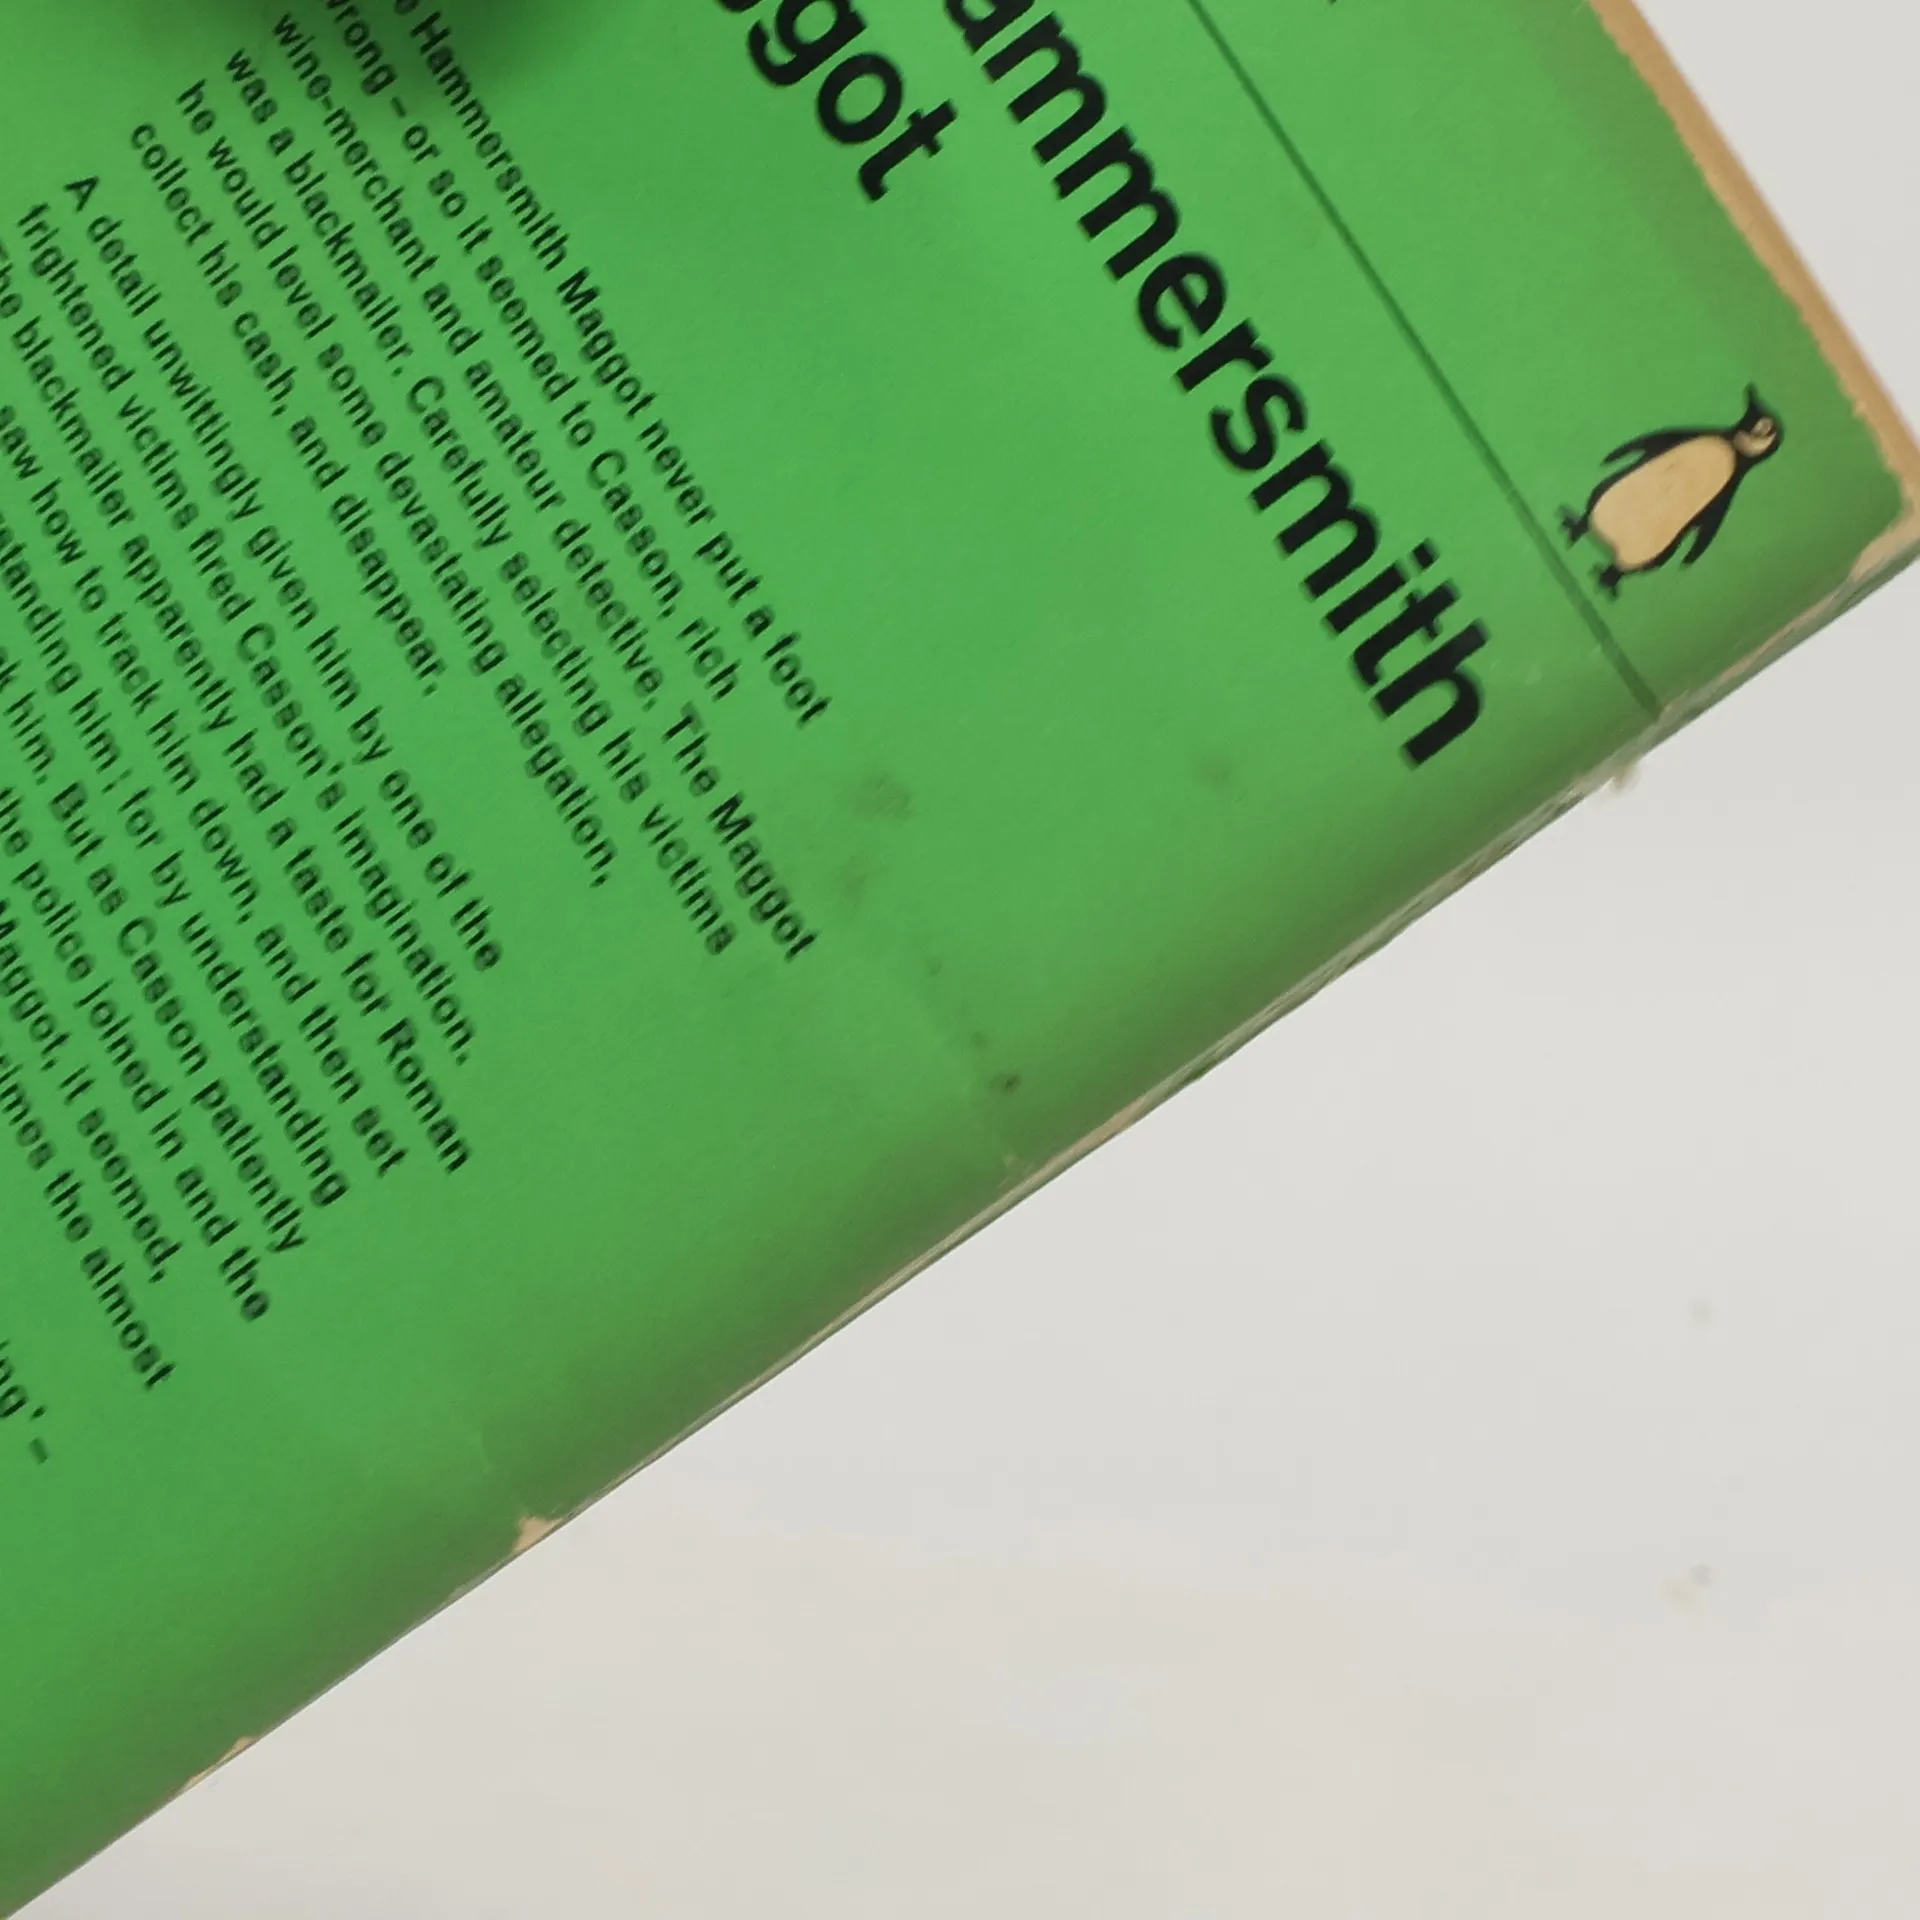 ammersmith
ggot
Hammersmith Maggot never put a foot
wrong – or so it seemed to Casson, rich
wine-merchant and amateur detective. The Maggot
was a blackmailer. Carefully selecting his victims
he would level some devastating allegation,
collect his cash, and disappear.
A detail unwittingly given him by one of the
frightened victims fired Casson's imagination.
The blackmailer apparently had a taste for Roman
saw how to track him down, and then set
standing him; for by understanding
him. But as Casson patiently
the police joined in and the
Maggot, it seemed,
the almost
ng' –